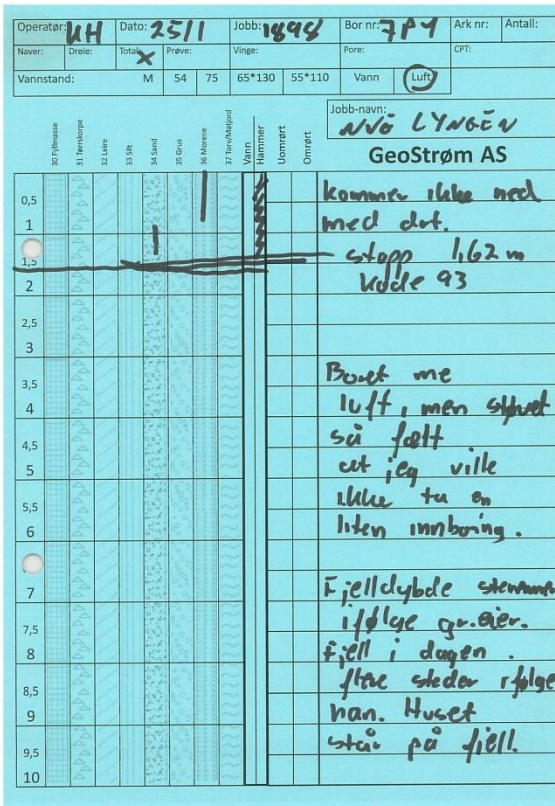 Operatør: KH Dato: 25/1 Jobb: 1898 Bor nr: 7P4 Ark nr: Antall:
Naver: Dreie: Total: X Prøve: Vinge: Pore: CPT:
Vannstand: M 54 75 65*130 55*110 Vann Luft
Jobb-navn:
NVE LYNGEN
GeoStrøm AS
30 Fyllmasse
31 Tørrskorpe
32 Leire
33 Silt
34 Sand
35 Grus
36 Morene
37 Torv/Matjord
Vann
Hammer
Uomrørt
Omrørt
0,5
1
1,5
2
2,5
3
3,5
4
4,5
5
5,5
6
7
7,5
8
8,5
9
9,5
10
kommer ikke ned
med drt.
stopp 1,62 m
Kode 93
Boret me
luft, men støvet
så fælt
at jeg ville
ikke ta en
liten innboring.
Fjelldybde stemmer
ifølge gr.eier.
Fjell i dagen.
flere steder ifølge
han. Huset
står på fjell.